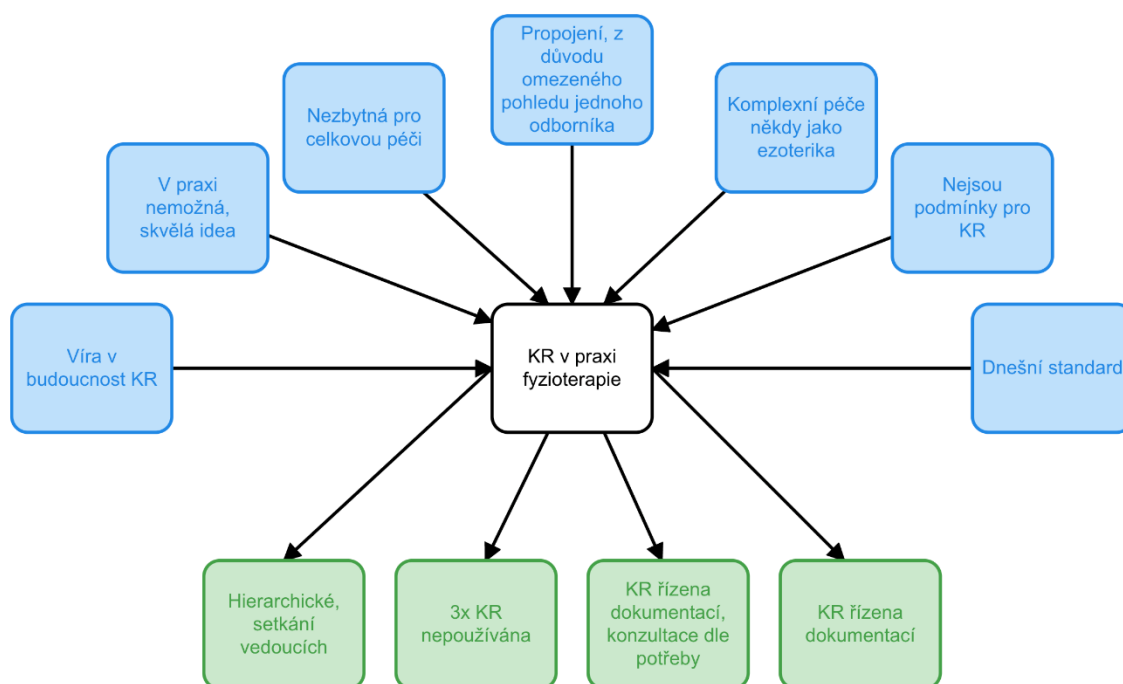 Propojení, z
důvodu
omezeného
pohledu jednoho
odborníka
Nezbytná pro
celkovou péči
Komplexní péče
někdy jako
ezoterika
V praxi
nemožná,
skvělá idea
Nejsou
podmínky pro
KR
Víra v
budoucnost KR
KR v praxi
fyzioterapie
Dnešní standard
Hierarchické,
setkání
vedoucích
3x KR
nepoužívána
KR řízena
dokumentací,
konzultace dle
potřeby
KR řízena
dokumentací